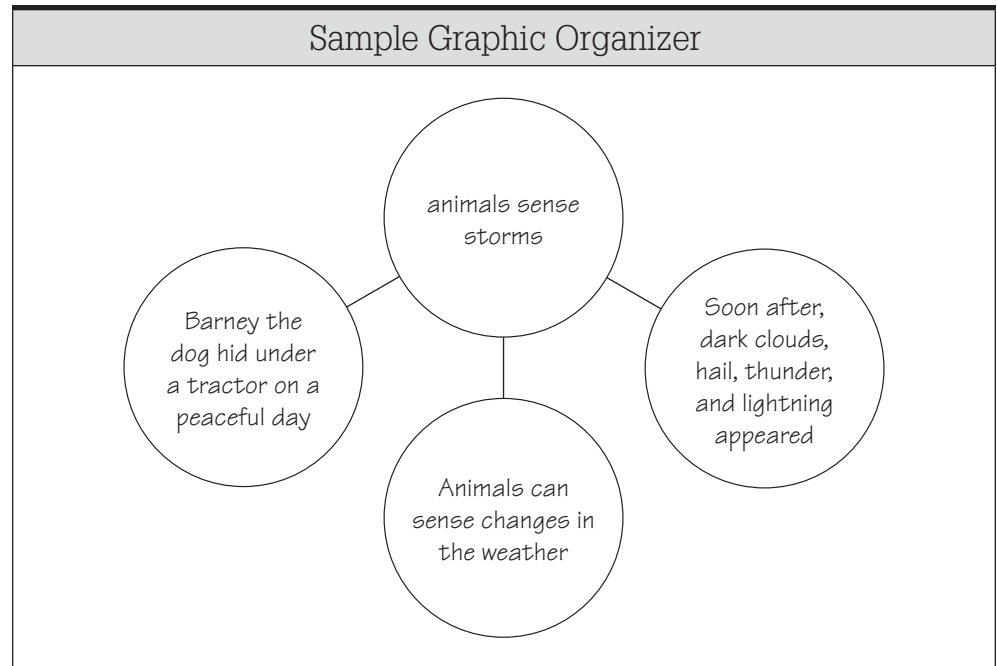 Sample Graphic Organizer
animals sense
storms
Barney the
dog hid under
a tractor on a
peaceful day
Soon after,
dark clouds,
hail, thunder,
and lightning
appeared
Animals can
sense changes in
the weather